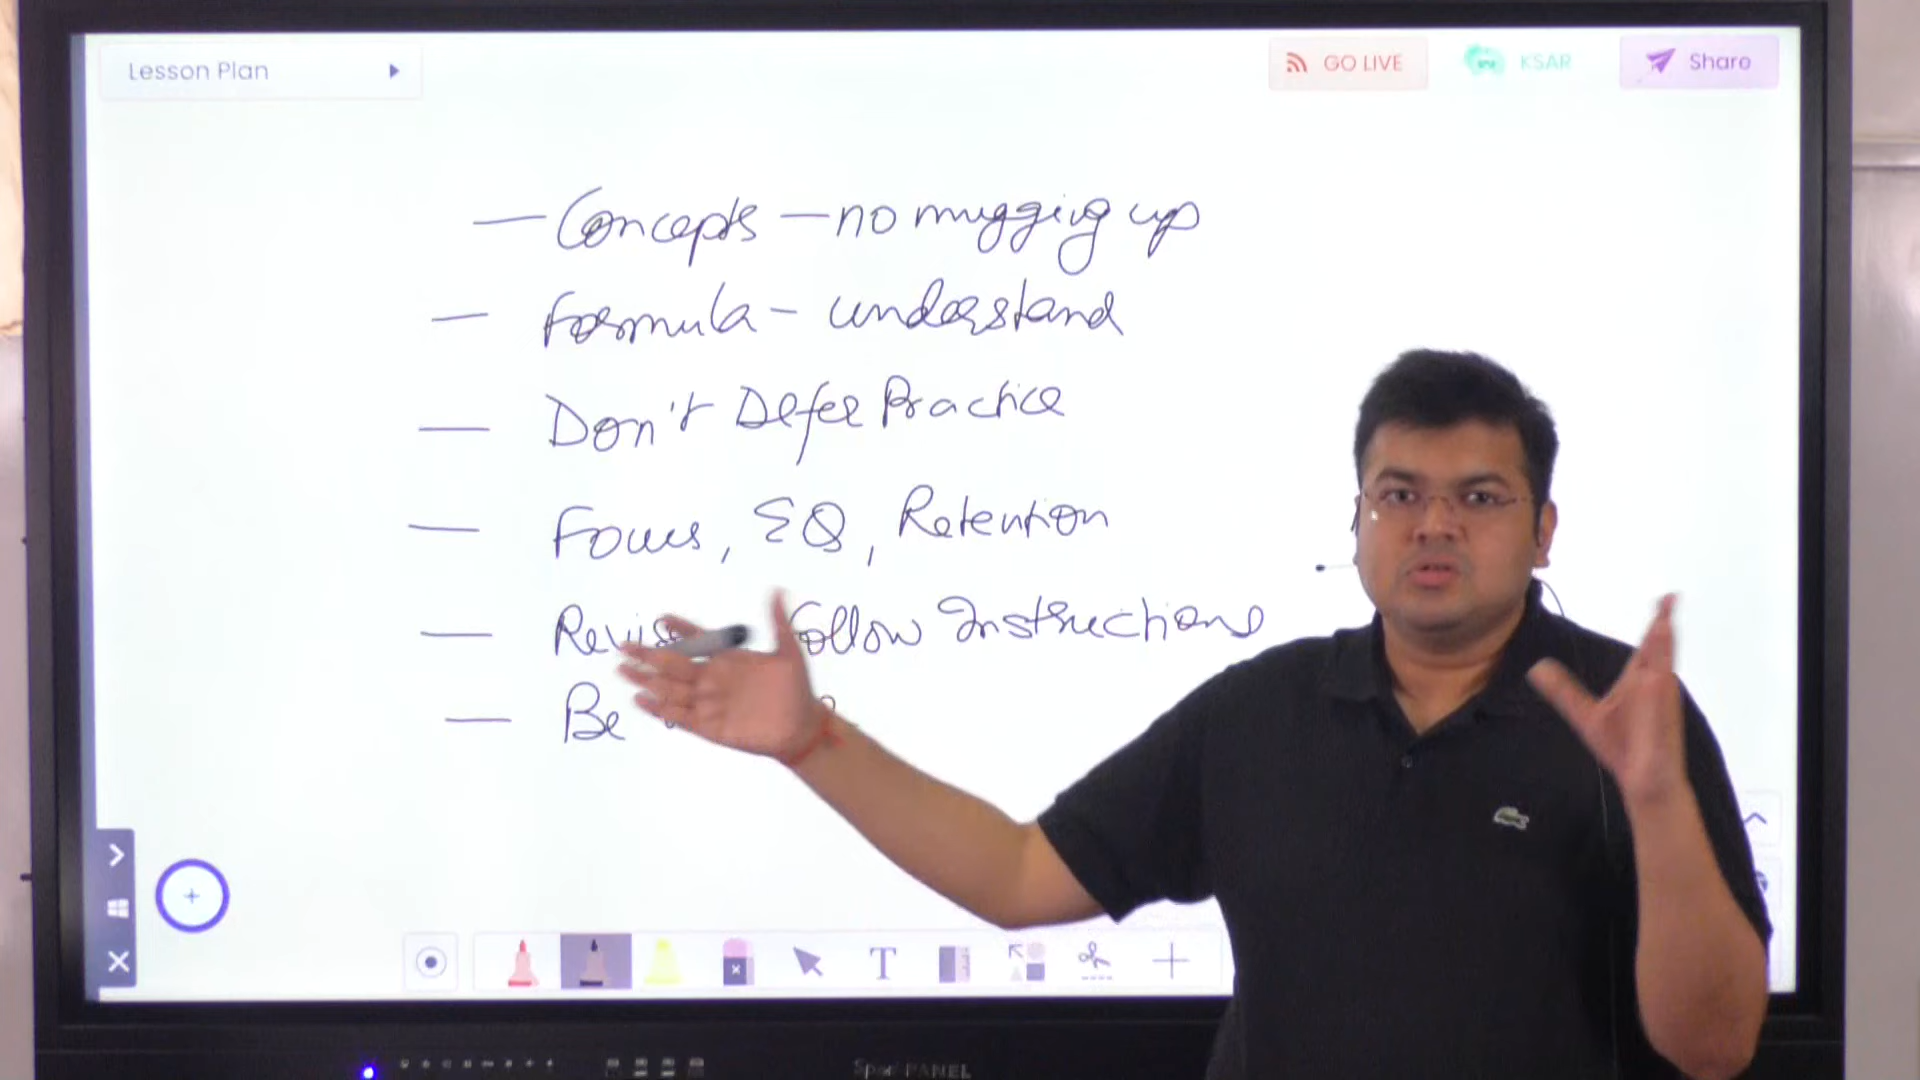 Lesson Plan
GO LIVE
KSAR
Share
— Concepts — no mugging up
— Formula - understand
— Don't Defer Practice
— Focus, EQ, Retention
— Follow Instructions
— Be
T
PANEL